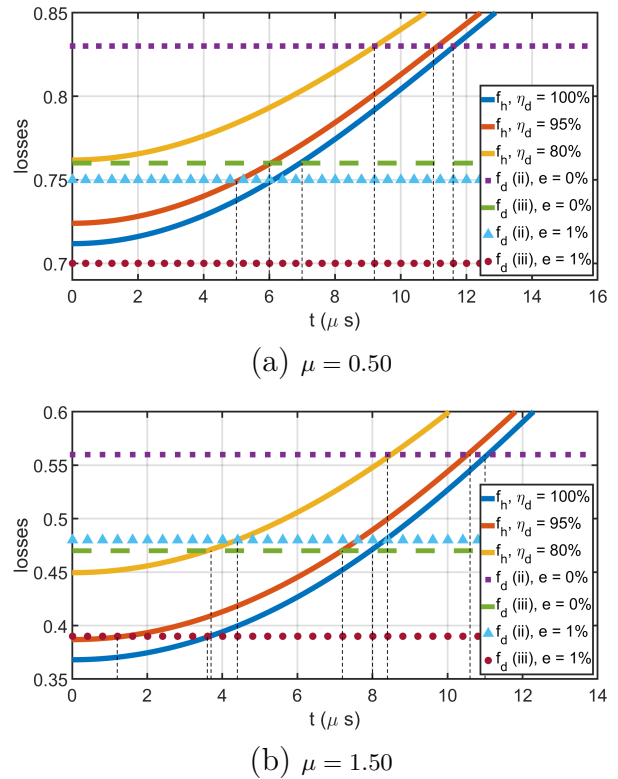 0.85
0.8
0.75
0.7
losses
f_h, η_d = 100%
f_h, η_d = 95%
f_h, η_d = 80%
f_d (ii), e = 0%
f_d (iii), e = 0%
f_d (ii), e = 1%
f_d (iii), e = 1%
0 2 4 6 8 10 12 14 16
t (μ s)
(a) μ = 0.50
0.6
0.55
0.5
0.45
0.4
0.35
losses
f_h, η_d = 100%
f_h, η_d = 95%
f_h, η_d = 80%
f_d (ii), e = 0%
f_d (iii), e = 0%
f_d (ii), e = 1%
f_d (iii), e = 1%
0 2 4 6 8 10 12 14
t (μ s)
(b) μ = 1.50